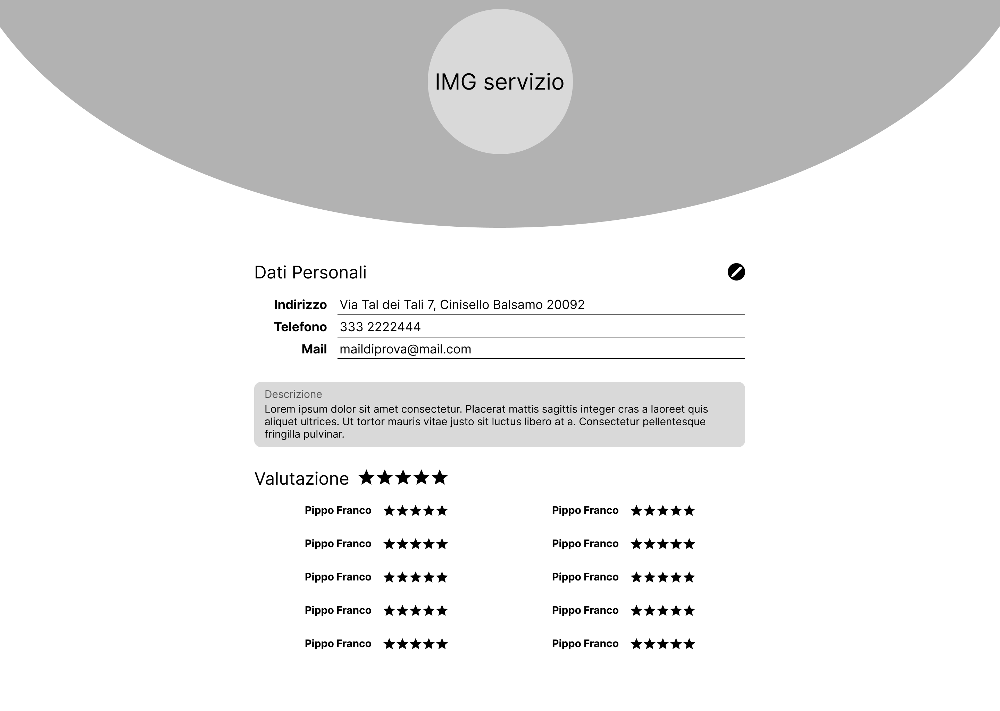 IMG servizio
Dati Personali
Indirizzo Via Tal dei Tali 7, Cinisello Balsamo 20092
Telefono 333 2222444
Mail maildiprova@mail.com
Descrizione
Lorem ipsum dolor sit amet consectetur. Placerat mattis sagittis integer cras a laoreet quis
aliquet ultrices. Ut tortor mauris vitae justo sit luctus libero at a. Consectetur pellentesque
fringilla pulvinar.
Valutazione
Pippo Franco Pippo Franco
Pippo Franco Pippo Franco
Pippo Franco Pippo Franco
Pippo Franco Pippo Franco
Pippo Franco Pippo Franco